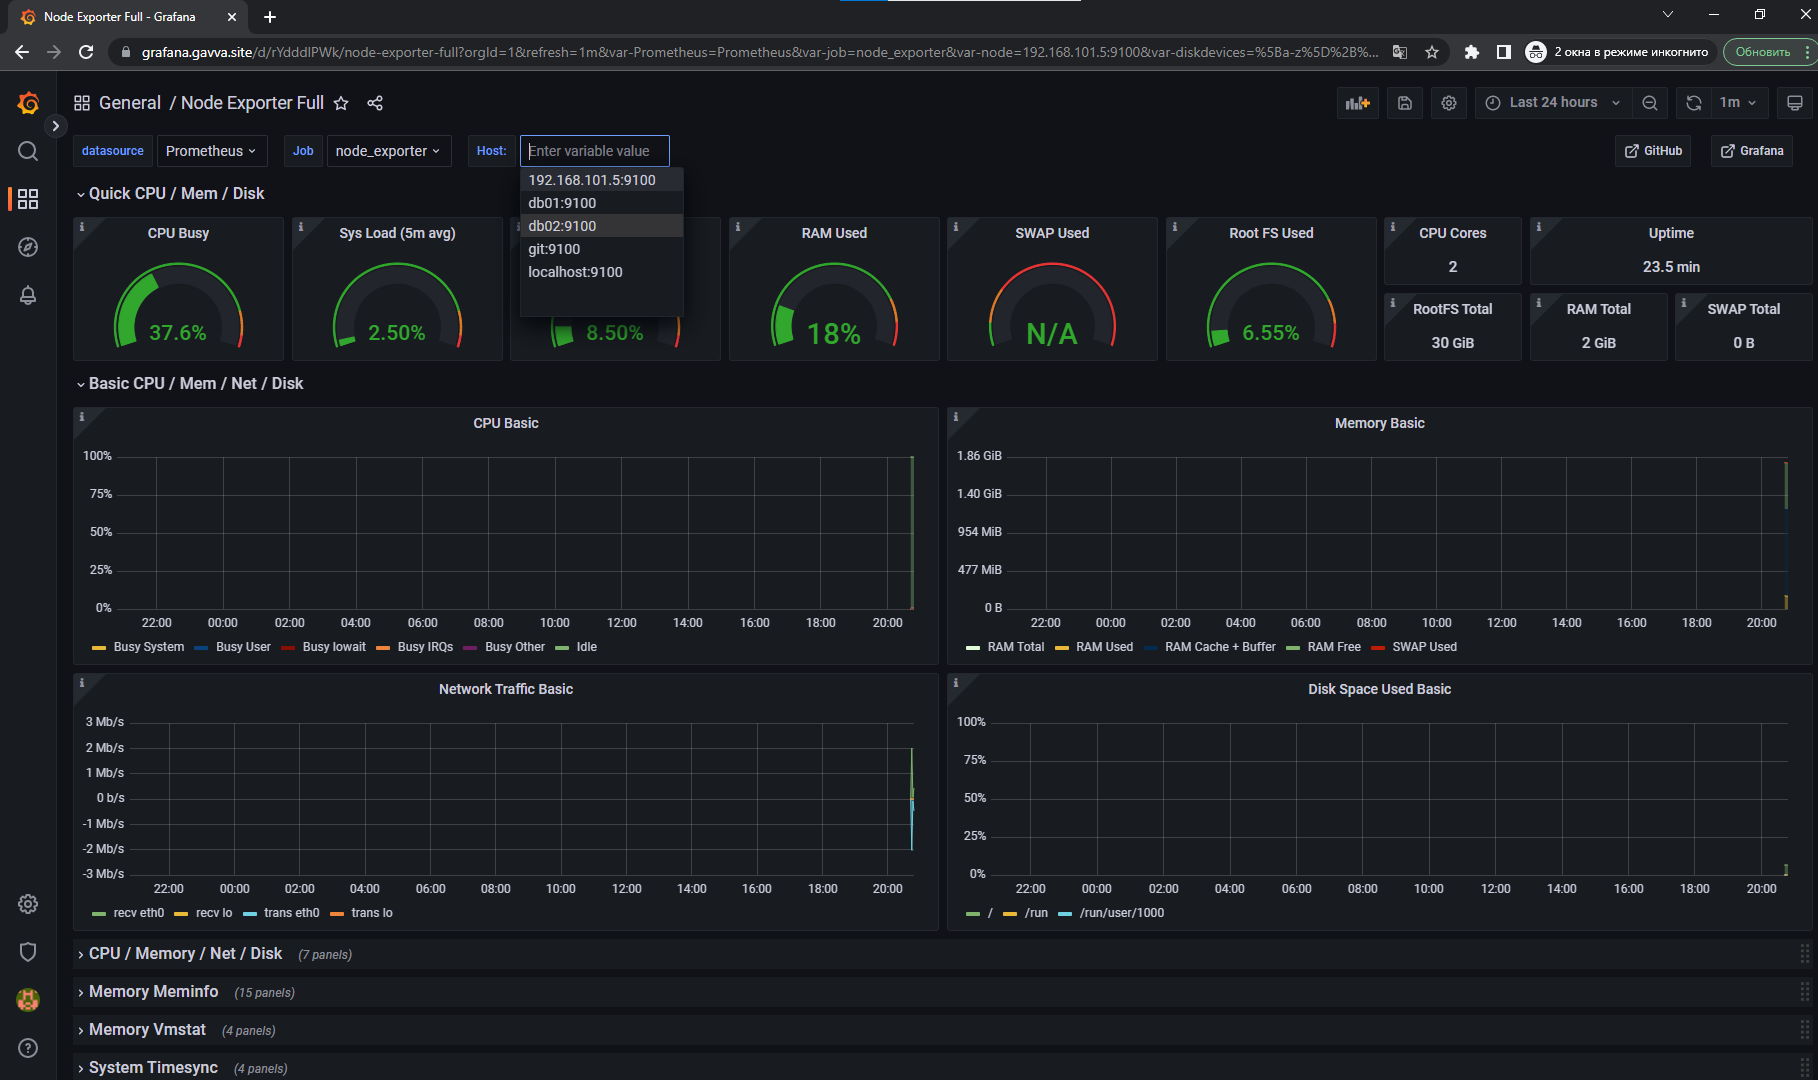 Node Exporter Full - Grafana
grafana.gavva.site/d/rYdddlPWk/node-exporter-full?orgId=1&refresh=1m&var-Prometheus=Prometheus&var-job=node_exporter&var-node=192.168.101.5:9100&var-diskdevices=%5Ba-z%5D%2B%...
2 окна в режиме инкогнито
Обновить
General / Node Exporter Full
Last 24 hours
1m
datasource Prometheus Job node_exporter Host: Enter variable value
GitHub Grafana
192.168.101.5:9100
db01:9100
db02:9100
git:9100
localhost:9100
Quick CPU / Mem / Disk
CPU Busy
37.6%
Sys Load (5m avg)
2.50%
8.50%
RAM Used
18%
SWAP Used
N/A
Root FS Used
6.55%
CPU Cores
2
Uptime
23.5 min
RootFS Total
30 GiB
RAM Total
2 GiB
SWAP Total
0 B
Basic CPU / Mem / Net / Disk
CPU Basic
100%
75%
50%
25%
0%
22:00 00:00 02:00 04:00 06:00 08:00 10:00 12:00 14:00 16:00 18:00 20:00
Busy System Busy User Busy Iowait Busy IRQs Busy Other Idle
Memory Basic
1.86 GiB
1.40 GiB
954 MiB
477 MiB
0 B
22:00 00:00 02:00 04:00 06:00 08:00 10:00 12:00 14:00 16:00 18:00 20:00
RAM Total RAM Used RAM Cache + Buffer RAM Free SWAP Used
Network Traffic Basic
3 Mb/s
2 Mb/s
1 Mb/s
0 b/s
-1 Mb/s
-2 Mb/s
-3 Mb/s
22:00 00:00 02:00 04:00 06:00 08:00 10:00 12:00 14:00 16:00 18:00 20:00
recv eth0 recv lo trans eth0 trans lo
Disk Space Used Basic
100%
75%
50%
25%
0%
22:00 00:00 02:00 04:00 06:00 08:00 10:00 12:00 14:00 16:00 18:00 20:00
/ /run /run/user/1000
CPU / Memory / Net / Disk (7 panels)
Memory Meminfo (15 panels)
Memory Vmstat (4 panels)
System Timesync (4 panels)